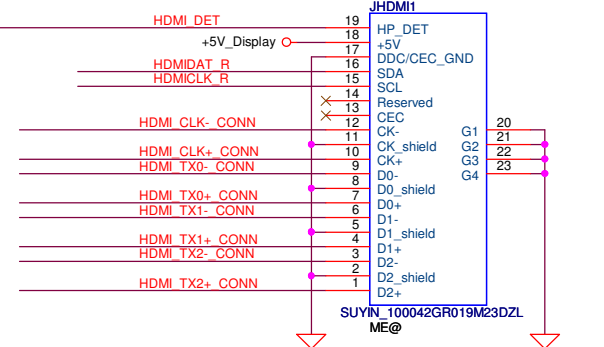 JHDMI1
HDMI_DET 19 HP_DET
+5V_Display 18 +5V
17 DDC/CEC_GND
HDMIDAT_R 16 SDA
HDMICLK_R 15 SCL
14 Reserved
13 CEC
HDMI_CLK-_CONN 12 CK- G1 20
11 CK_shield G2 21
HDMI_CLK+_CONN 10 CK+ G3 22
HDMI_TX0-_CONN 9 D0- G4 23
8 D0_shield
HDMI_TX0+_CONN 7 D0+
HDMI_TX1-_CONN 6 D1-
5 D1_shield
HDMI_TX1+_CONN 4 D1+
HDMI_TX2-_CONN 3 D2-
2 D2_shield
HDMI_TX2+_CONN 1 D2+
SUYIN_100042GR019M23DZL
ME@